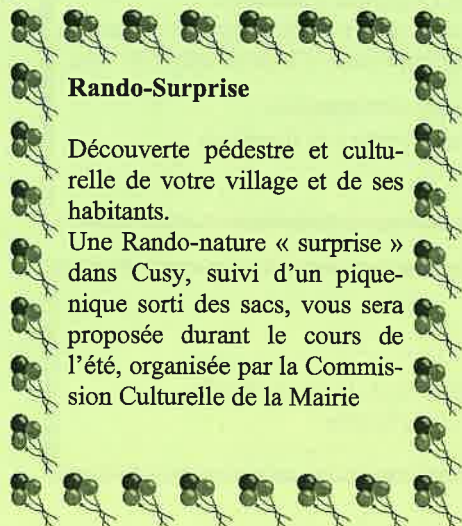 Rando-Surprise
Découverte pédestre et cultu-
relle de votre village et de ses
habitants.
Une Rando-nature « surprise »
dans Cusy, suivi d’un pique-
nique sorti des sacs, vous sera
proposée durant le cours de
l’été, organisée par la Commis-
sion Culturelle de la Mairie